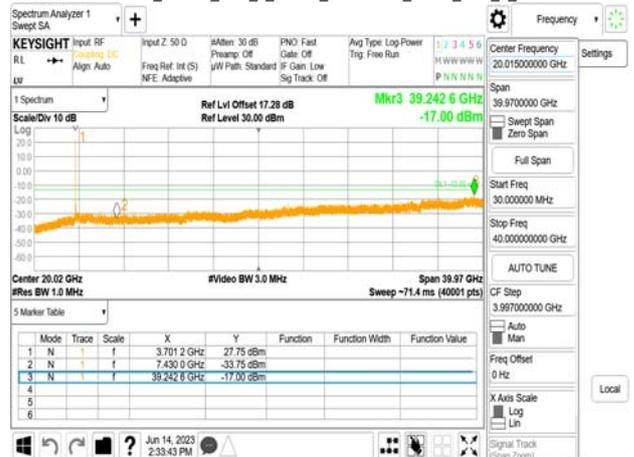 Spectrum Analyzer 1
Swept SA
+
Frequency
Settings
KEYSIGHT Input: RF Input Z: 50 Ω #Atten: 30 dB PNO: Fast Avg Type: Log-Power 1 2 3 4 5 6
RL Coupling: DC Preamp: Off Gate: Off Trig: Free Run M W W W W W
Align: Auto Freq Ref: Int (S) µW Path: Standard IF Gain: Low
LVI NFE: Adaptive Sig Track: Off P N N N N N
1 Spectrum Ref Lvl Offset 17.28 dB Mkr3 39.242 6 GHz
Scale/Div 10 dB Ref Level 30.00 dBm -17.00 dBm
Log
20.0
10.0
0.00
-10.0
-20.0
-30.0
-40.0
-50.0
-60.0
1
2
Center 20.02 GHz #Video BW 3.0 MHz Span 39.97 GHz
#Res BW 1.0 MHz Sweep ~71.4 ms (40001 pts)
5 Marker Table
Mode Trace Scale X Y Function Function Width Function Value
1 N 1 f 3.701 2 GHz 27.75 dBm
2 N 1 f 7.430 0 GHz -33.75 dBm
3 N 1 f 39.242 6 GHz -17.00 dBm
4
5
6
Jun 14, 2023
2:33:43 PM
?
Center Frequency
20.015000000 GHz
Span
39.9700000 GHz
Swept Span
Zero Span
Full Span
Start Freq
30.000000 MHz
Stop Freq
40.000000000 GHz
AUTO TUNE
CF Step
3.997000000 GHz
Auto
Man
Freq Offset
0 Hz
X Axis Scale
Log
Lin
Signal Track
(Span Zoom)
Local